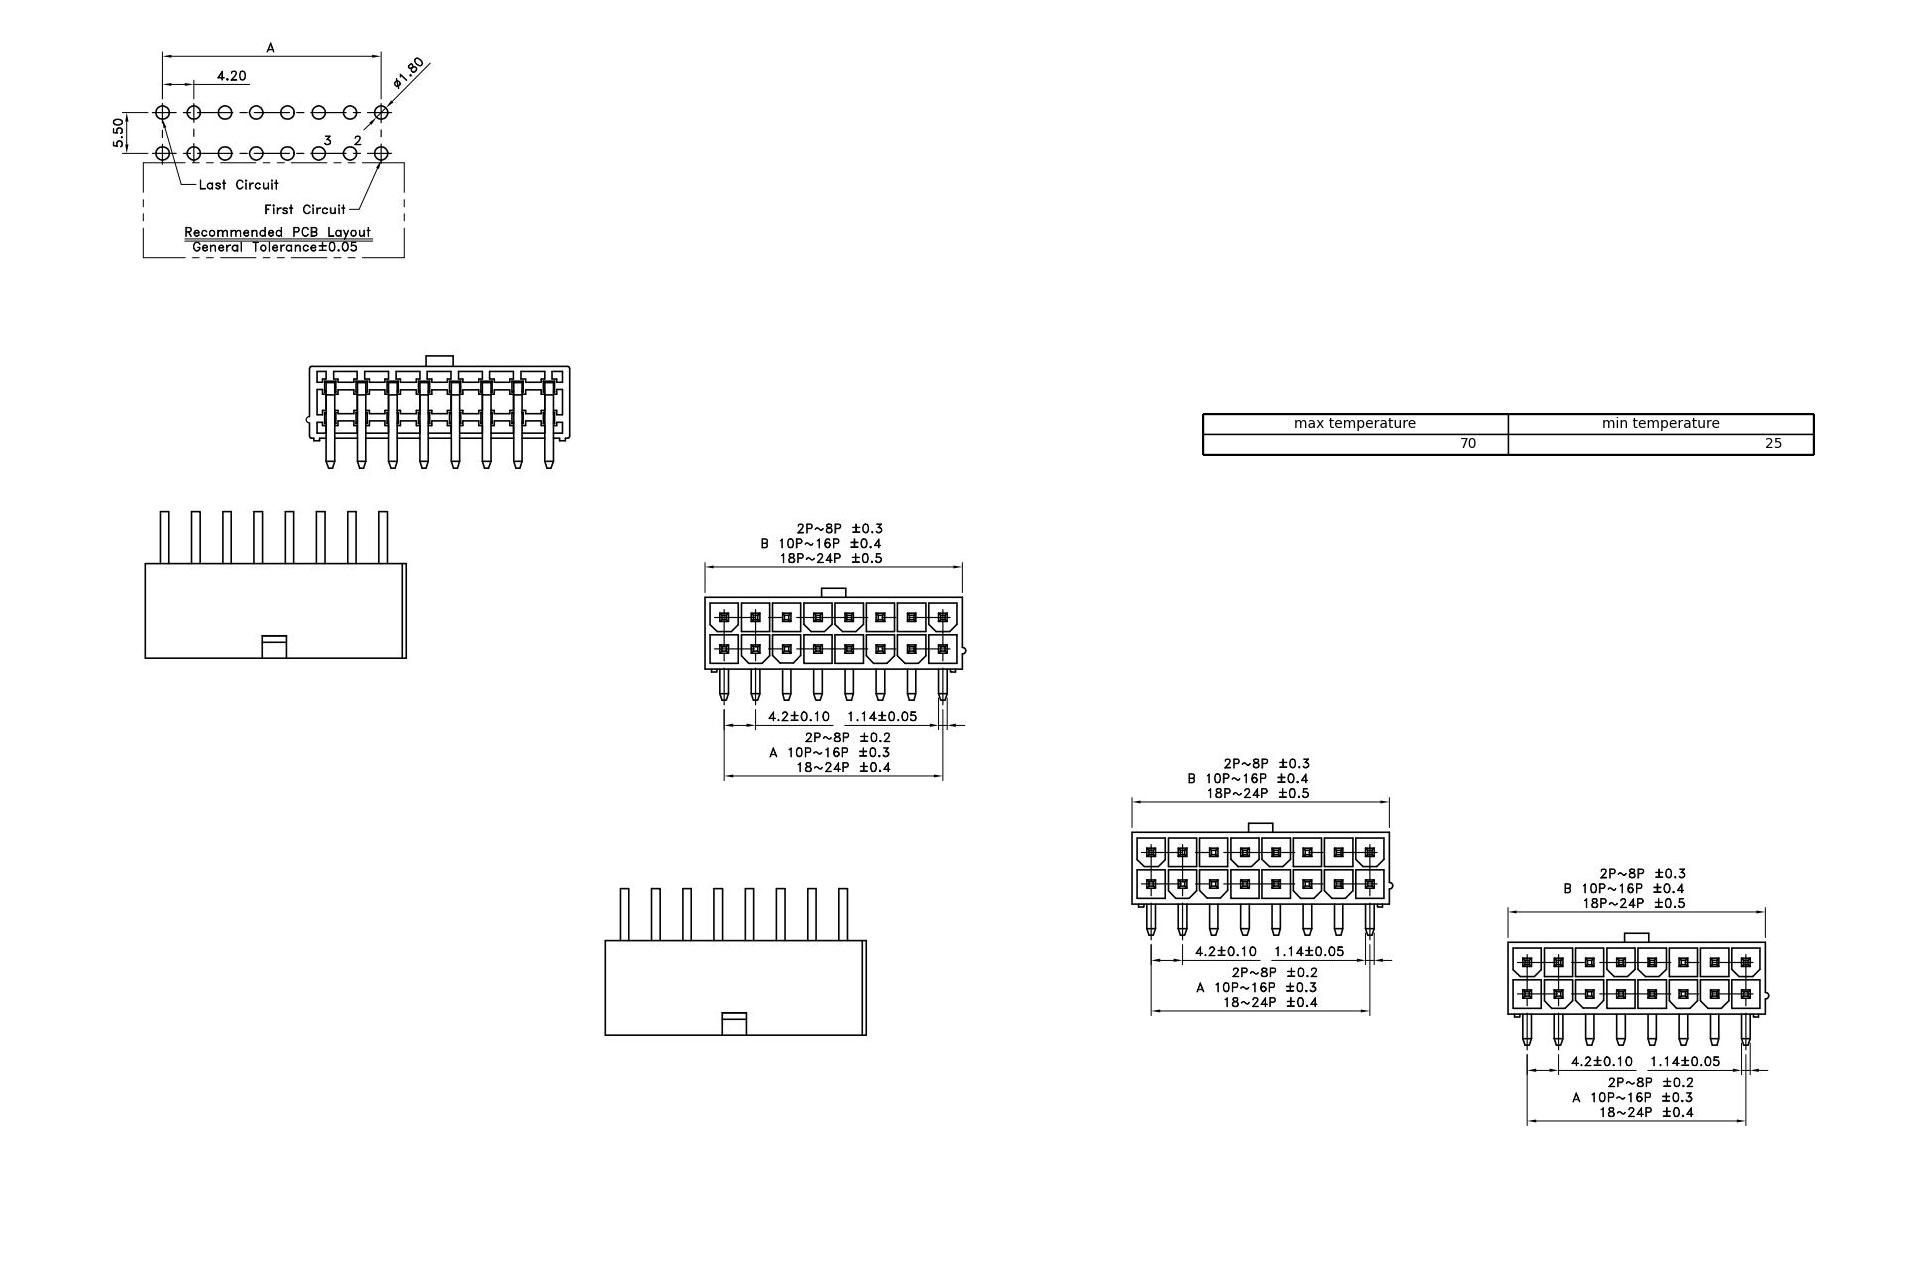 A
4.20
ø1.80
5.50
3 2
Last Circuit
First Circuit
Recommended PCB Layout
General Tolerance±0.05
max temperature min temperature
70 25
2P~8P ±0.3
B 10P~16P ±0.4
18P~24P ±0.5
4.2±0.10 1.14±0.05
2P~8P ±0.2
A 10P~16P ±0.3
18~24P ±0.4
2P~8P ±0.3
B 10P~16P ±0.4
18P~24P ±0.5
4.2±0.10 1.14±0.05
2P~8P ±0.2
A 10P~16P ±0.3
18~24P ±0.4
2P~8P ±0.3
B 10P~16P ±0.4
18P~24P ±0.5
4.2±0.10 1.14±0.05
2P~8P ±0.2
A 10P~16P ±0.3
18~24P ±0.4